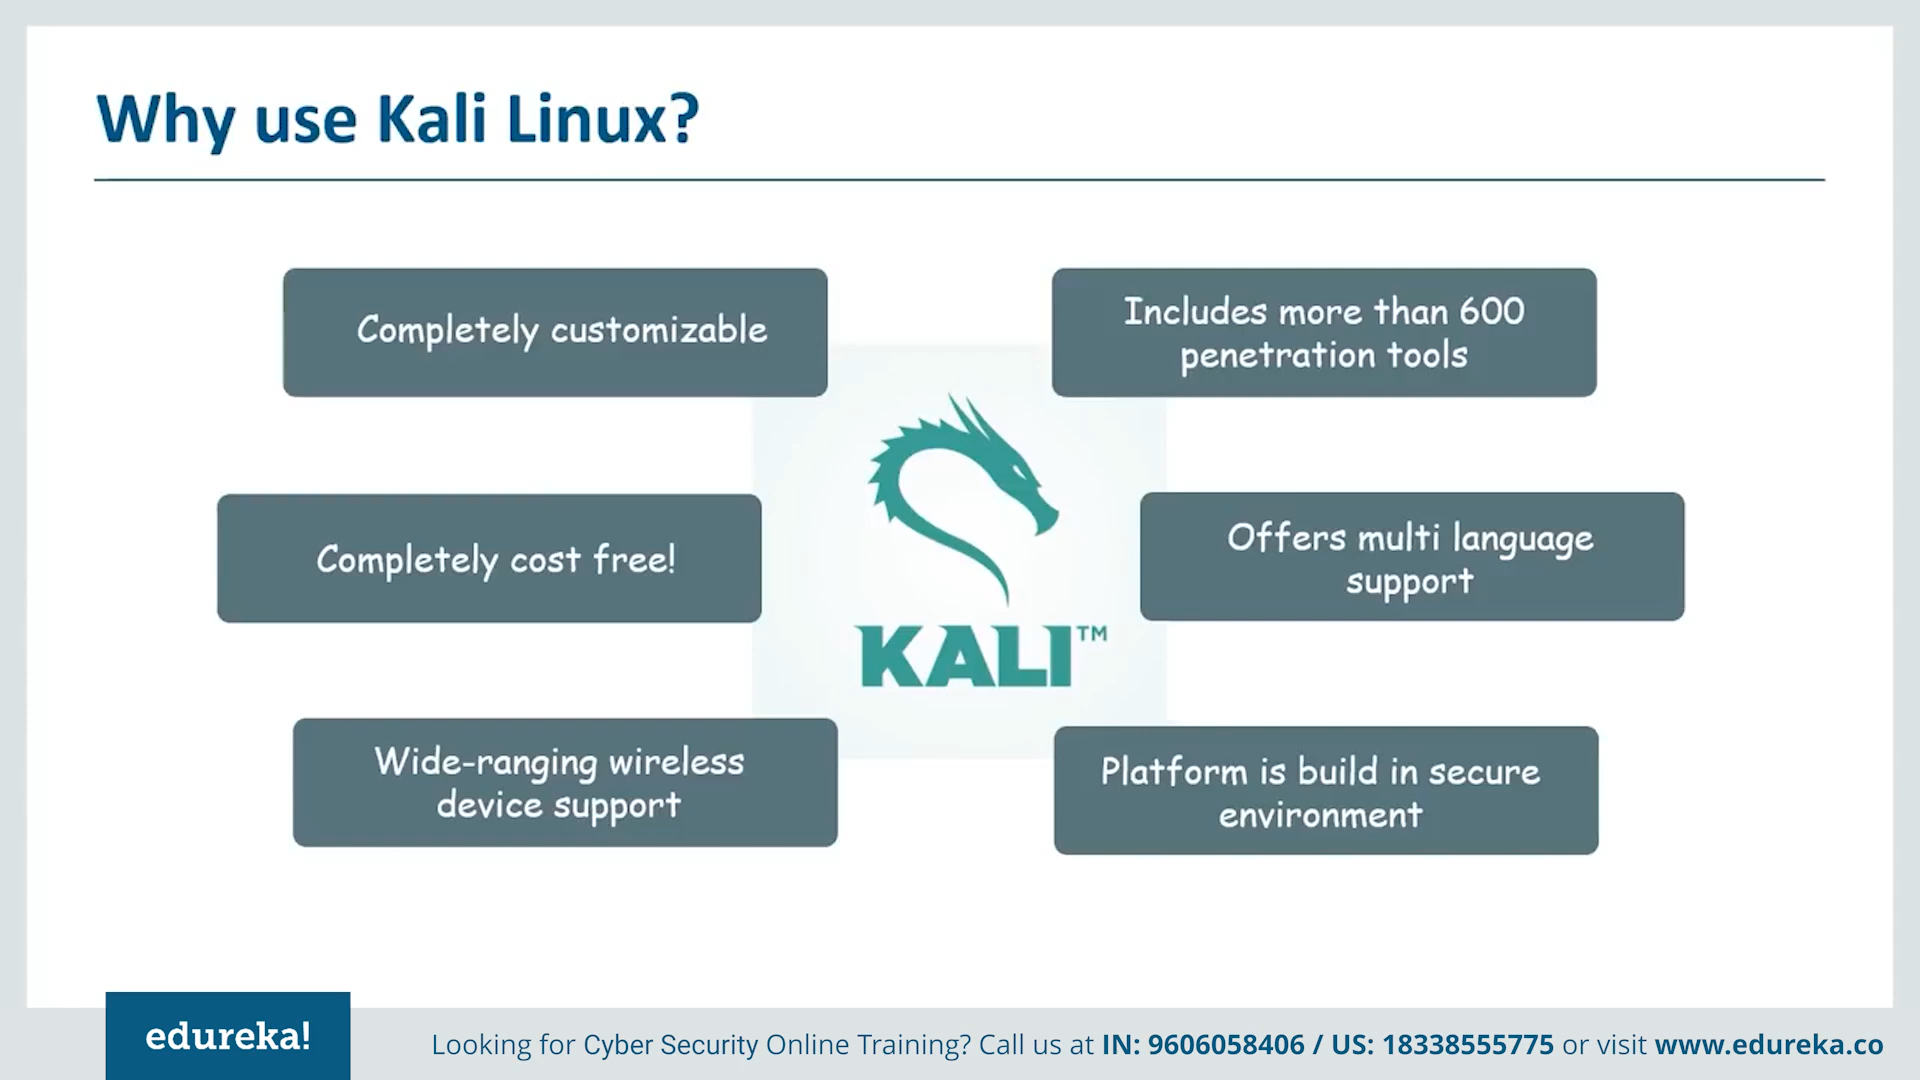 Why use Kali Linux?
Completely customizable
Includes more than 600
penetration tools
Completely cost free!
Offers multi language
support
Wide-ranging wireless
device support
Platform is build in secure
environment
KALI™
edureka!
Looking for Cyber Security Online Training? Call us at IN: 9606058406 / US: 18338555775 or visit www.edureka.co